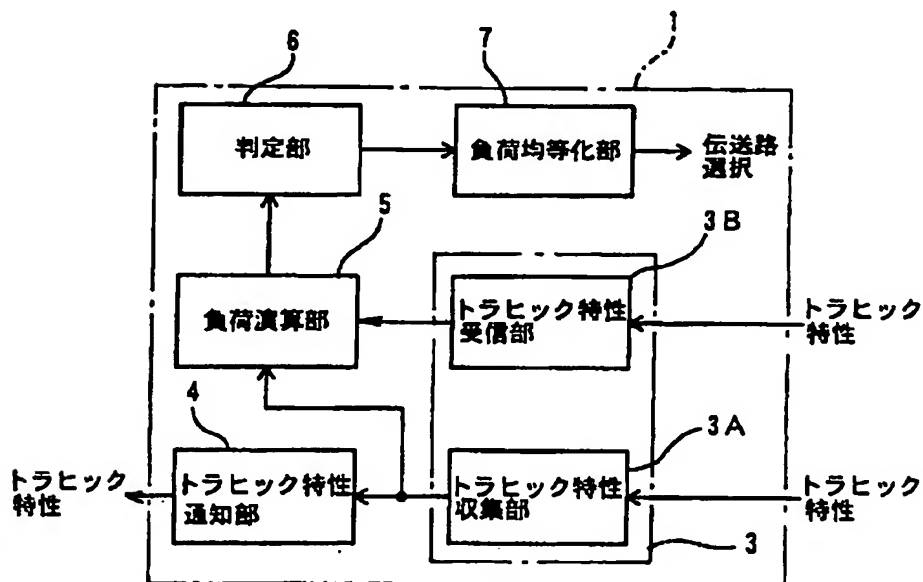 1
6
7
判定部
負荷均等化部
伝送路
選択
5
3B
負荷演算部
トラヒック特性
受信部
トラヒック
特性
4
3A
トラヒック
特性
トラヒック特性
通知部
トラヒック特性
収集部
トラヒック
特性
3